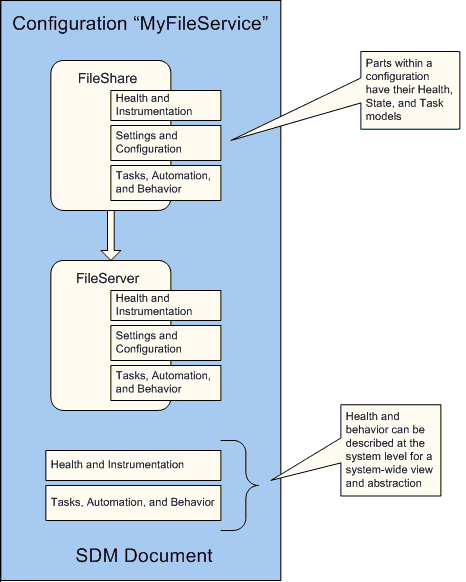 Configuration “MyFileService”
FileShare
Health and
Instrumentation
Settings and
Configuration
Tasks, Automation,
and Behavior
Parts within a
configuration
have their Health,
State, and Task
models
FileServer
Health and
Instrumentation
Settings and
Configuration
Tasks, Automation,
and Behavior
Health and Instrumentation
Tasks, Automation, and Behavior
Health and
behavior can be
described at the
system level for a
system-wide view
and abstraction
SDM Document